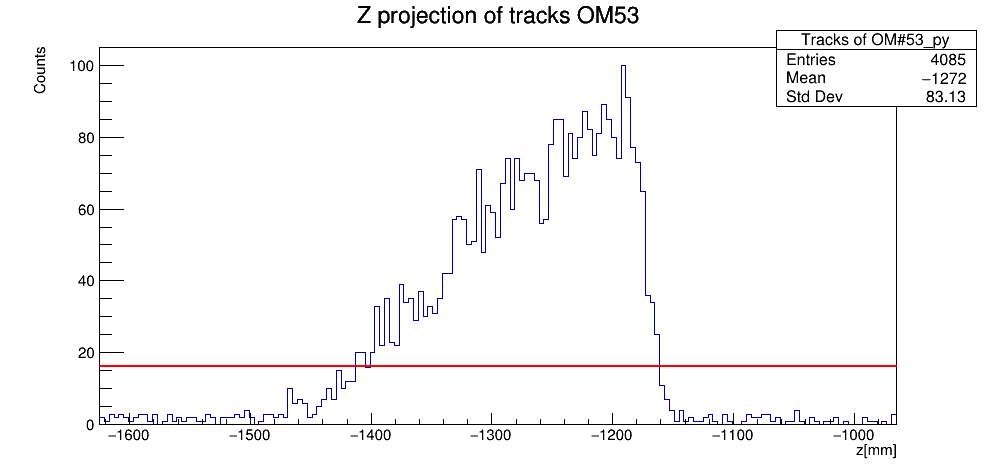 Z projection of tracks OM53
Tracks of OM#53_py
Entries 4085
Mean −1272
Std Dev 83.13
Counts
100
80
60
40
20
0
−1600 −1500 −1400 −1300 −1200 −1100 −1000
z[mm]